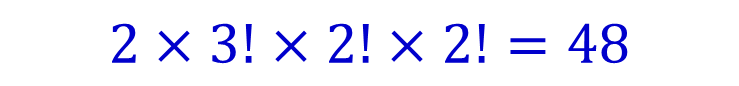 2 × 3! × 2! × 2! = 48